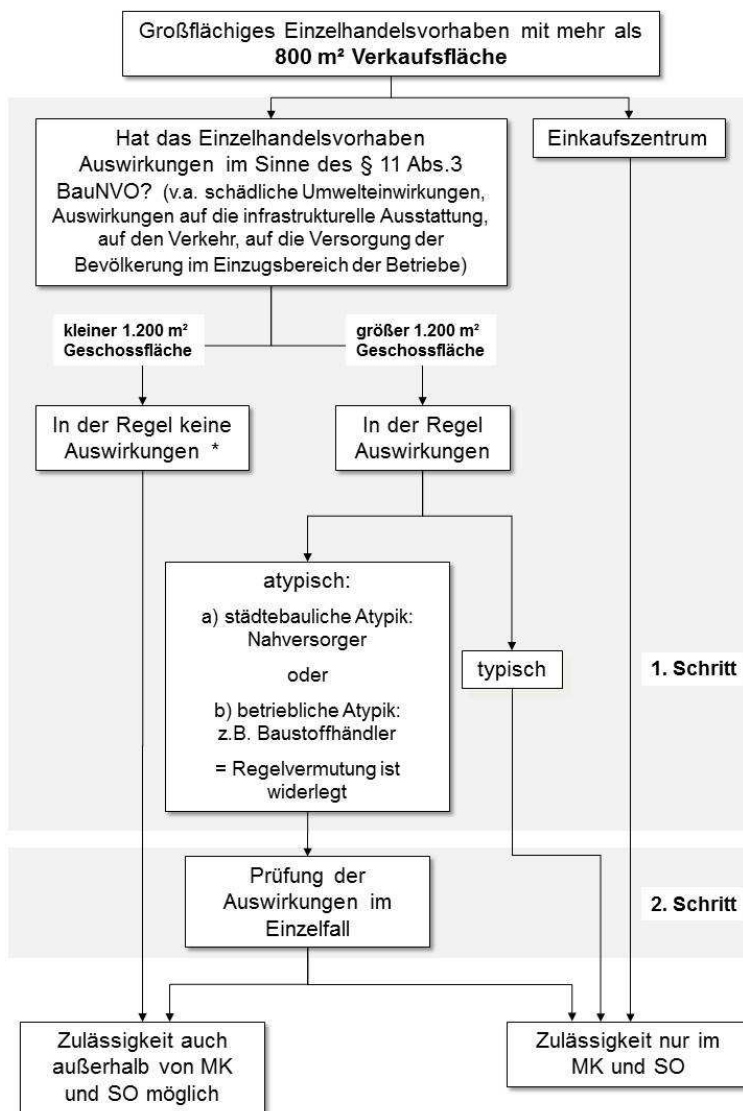 Großflächiges Einzelhandelsvorhaben mit mehr als
800 m² Verkaufsfläche
Hat das Einzelhandelsvorhaben
Auswirkungen im Sinne des § 11 Abs.3
BauNVO? (v.a. schädliche Umwelteinwirkungen,
Auswirkungen auf die infrastrukturelle Ausstattung,
auf den Verkehr, auf die Versorgung der
Bevölkerung im Einzugsbereich der Betriebe)
Einkaufszentrum
kleiner 1.200 m²
Geschossfläche
größer 1.200 m²
Geschossfläche
In der Regel keine
Auswirkungen *
In der Regel
Auswirkungen
atypisch:
a) städtebauliche Atypik:
Nahversorger
oder
b) betriebliche Atypik:
z.B. Baustoffhändler
= Regelvermutung ist
widerlegt
typisch
1. Schritt
Prüfung der
Auswirkungen im
Einzelfall
2. Schritt
Zulässigkeit auch
außerhalb von MK
und SO möglich
Zulässigkeit nur im
MK und SO